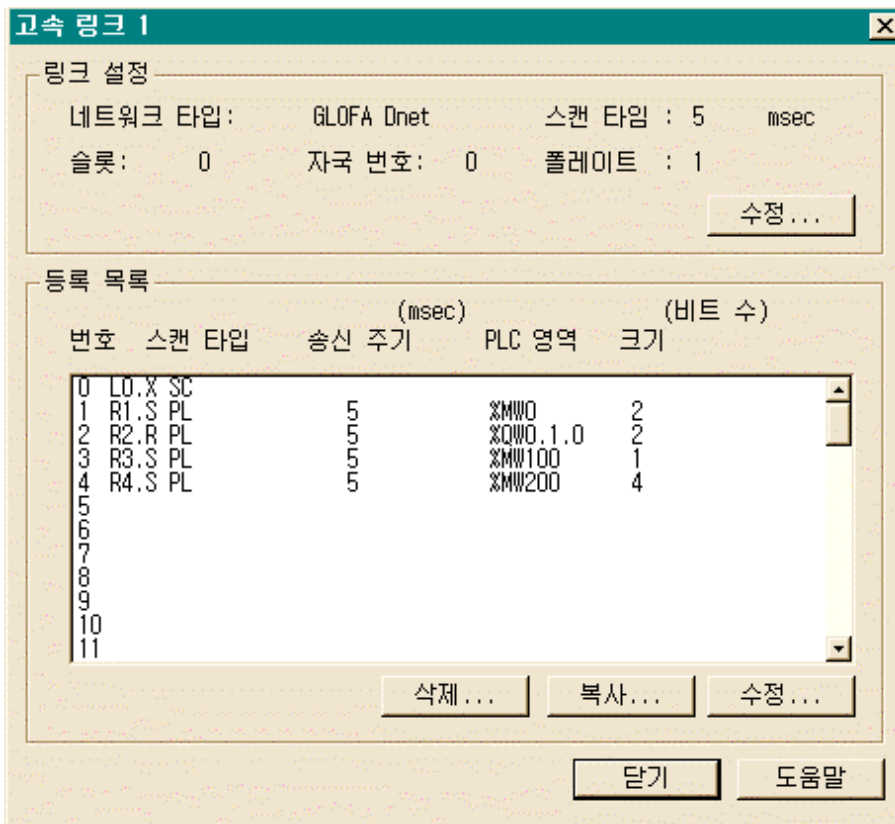 고속 링크 1
링크 설정
네트워크 타입: GLOFA Dnet 스캔 타임 : 5 msec
슬롯: 0 자국 번호: 0 폴레이트 : 1
수정...
등록 목록
(msec) (비트 수)
번호 스캔 타입 송신 주기 PLC 영역 크기
0 L0.X SC
1 R1.S PL 5 %MW0 2
2 R2.R PL 5 %QW0.1.0 2
3 R3.S PL 5 %MW100 1
4 R4.S PL 5 %MW200 4
5
6
7
8
9
10
11
삭제... 복사... 수정...
닫기 도움말